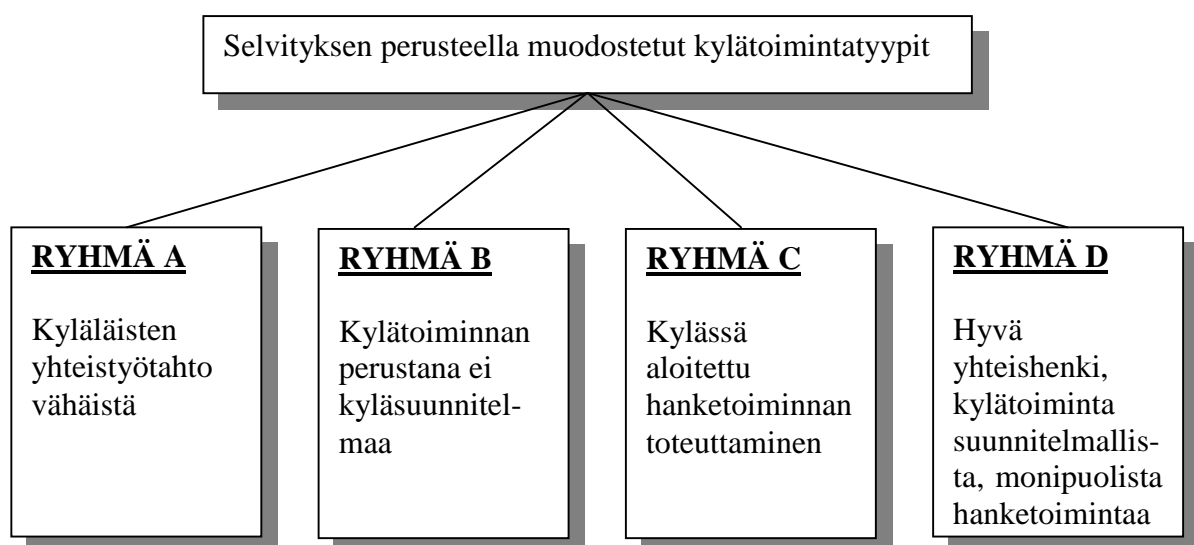 Selvityksen perusteella muodostetut kylätoimintatyypit
RYHMÄ A
Kyläläisten
yhteistyötahto
vähäistä
RYHMÄ B
Kylätoiminnan
perustana ei
kyläsuunnitel-
maa
RYHMÄ C
Kylässä
aloitettu
hanketoiminnan
toteuttaminen
RYHMÄ D
Hyvä
yhteishenki,
kylätoiminta
suunnitelmallis-
ta, monipuolista
hanketoimintaa